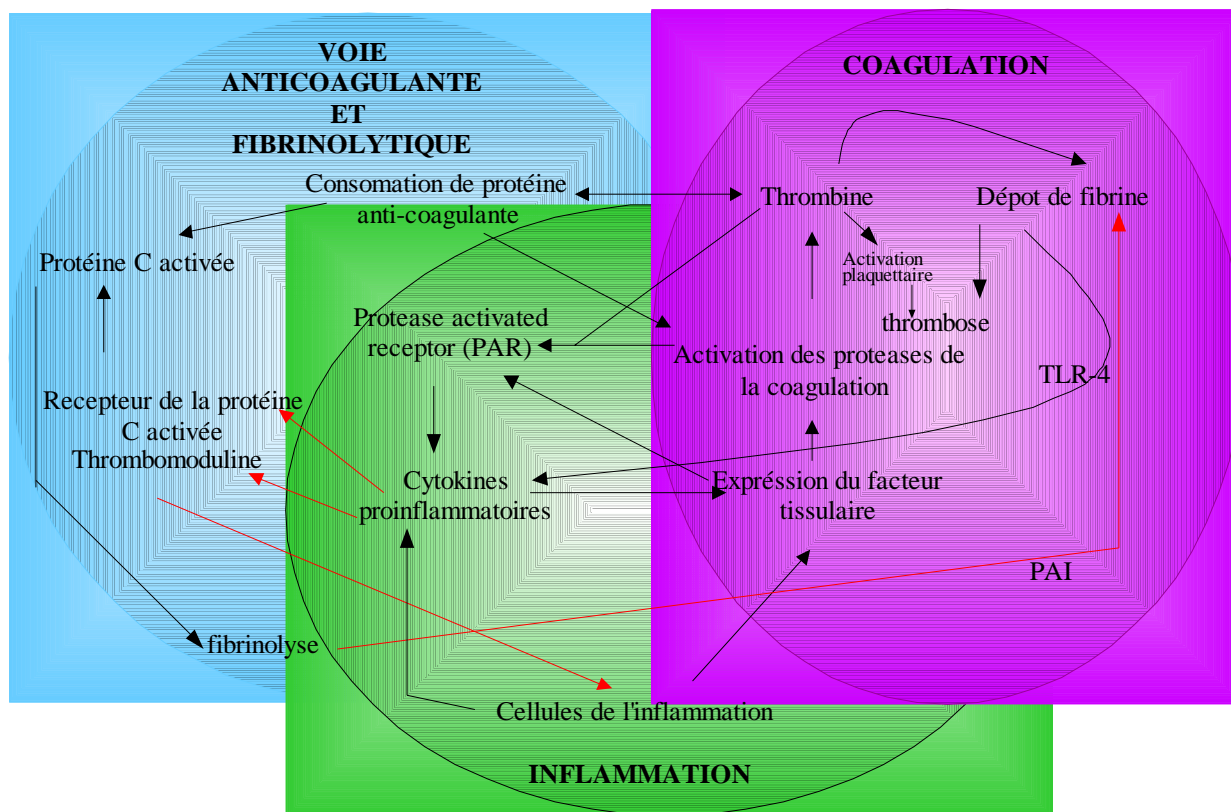 VOIE
ANTICOAGULANTE
ET
FIBRINOLYTIQUE
COAGULATION
Consomation de protéine
anti-coagulante
Thrombine
Dépot de fibrine
Protéine C activée
Activation
plaquettaire
Protease activated
receptor (PAR)
thrombose
Activation des proteases de
la coagulation
TLR-4
Recepteur de la protéine
C activée
Thrombomoduline
Cytokines
proinflammatoires
Expréssion du facteur
tissulaire
PAI
fibrinolyse
Cellules de l'inflammation
INFLAMMATION